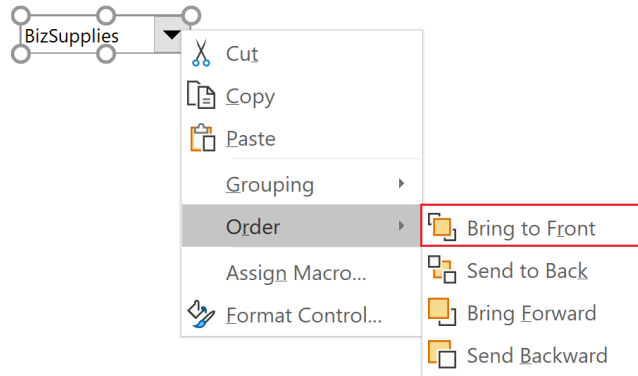 BizSupplies
Cut
Copy
Paste
Grouping
Order
Assign Macro...
Format Control...
Bring to Front
Send to Back
Bring Forward
Send Backward